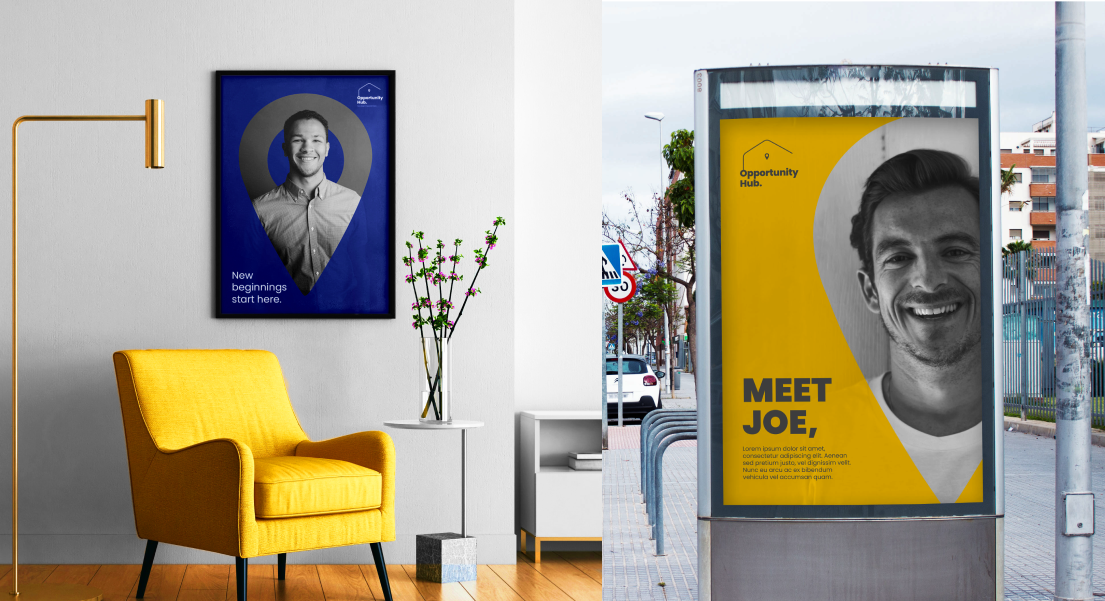 Opportunity
Hub.
New
beginnings
start here.
Opportunity
Hub.
MEET
JOE,
Lorem ipsum dolor sit amet,
consectetur adipiscing elit. Aenean
sed pretium justo, vel dignissim velit.
Nunc eu arcu ac ex bibendum
vehicula vel accumsan quam.
30